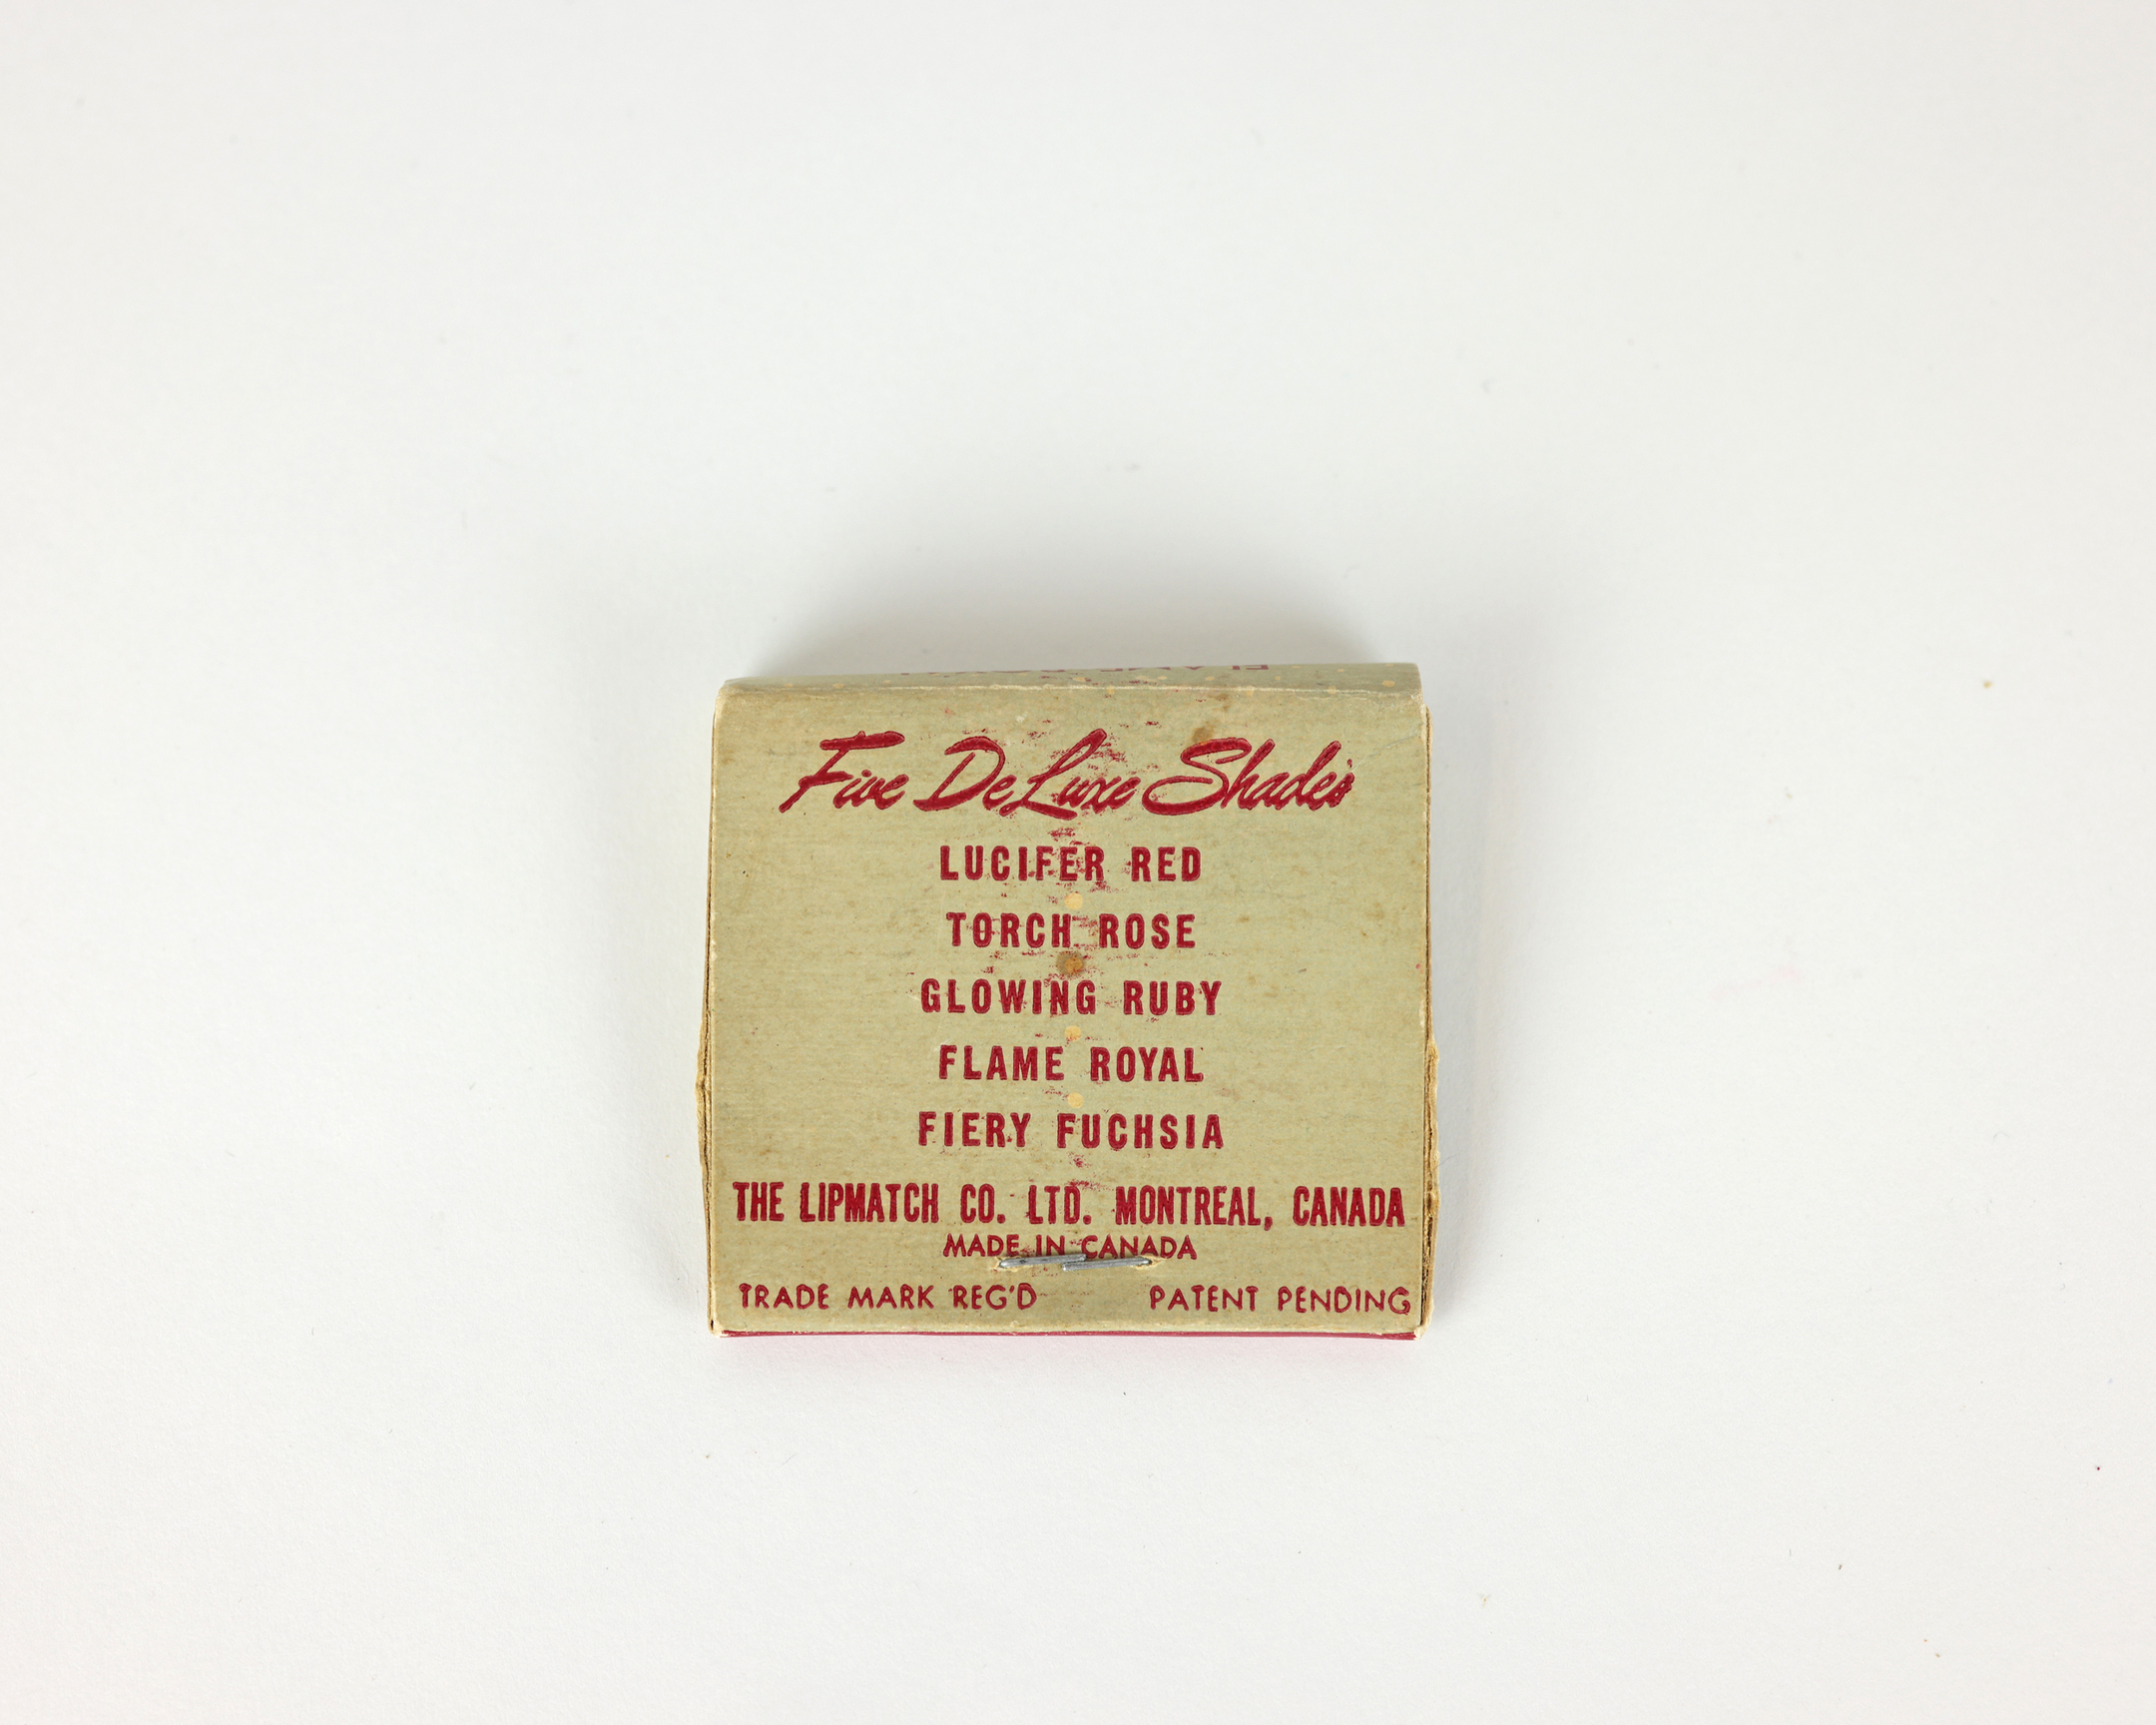 Five DeLuxe Shades
LUCIFER RED
TORCH ROSE
GLOWING RUBY
FLAME ROYAL
FIERY FUCHSIA
THE LIPMATCH CO. LTD. MONTREAL, CANADA
MADE IN CANADA
TRADE MARK REG'D PATENT PENDING